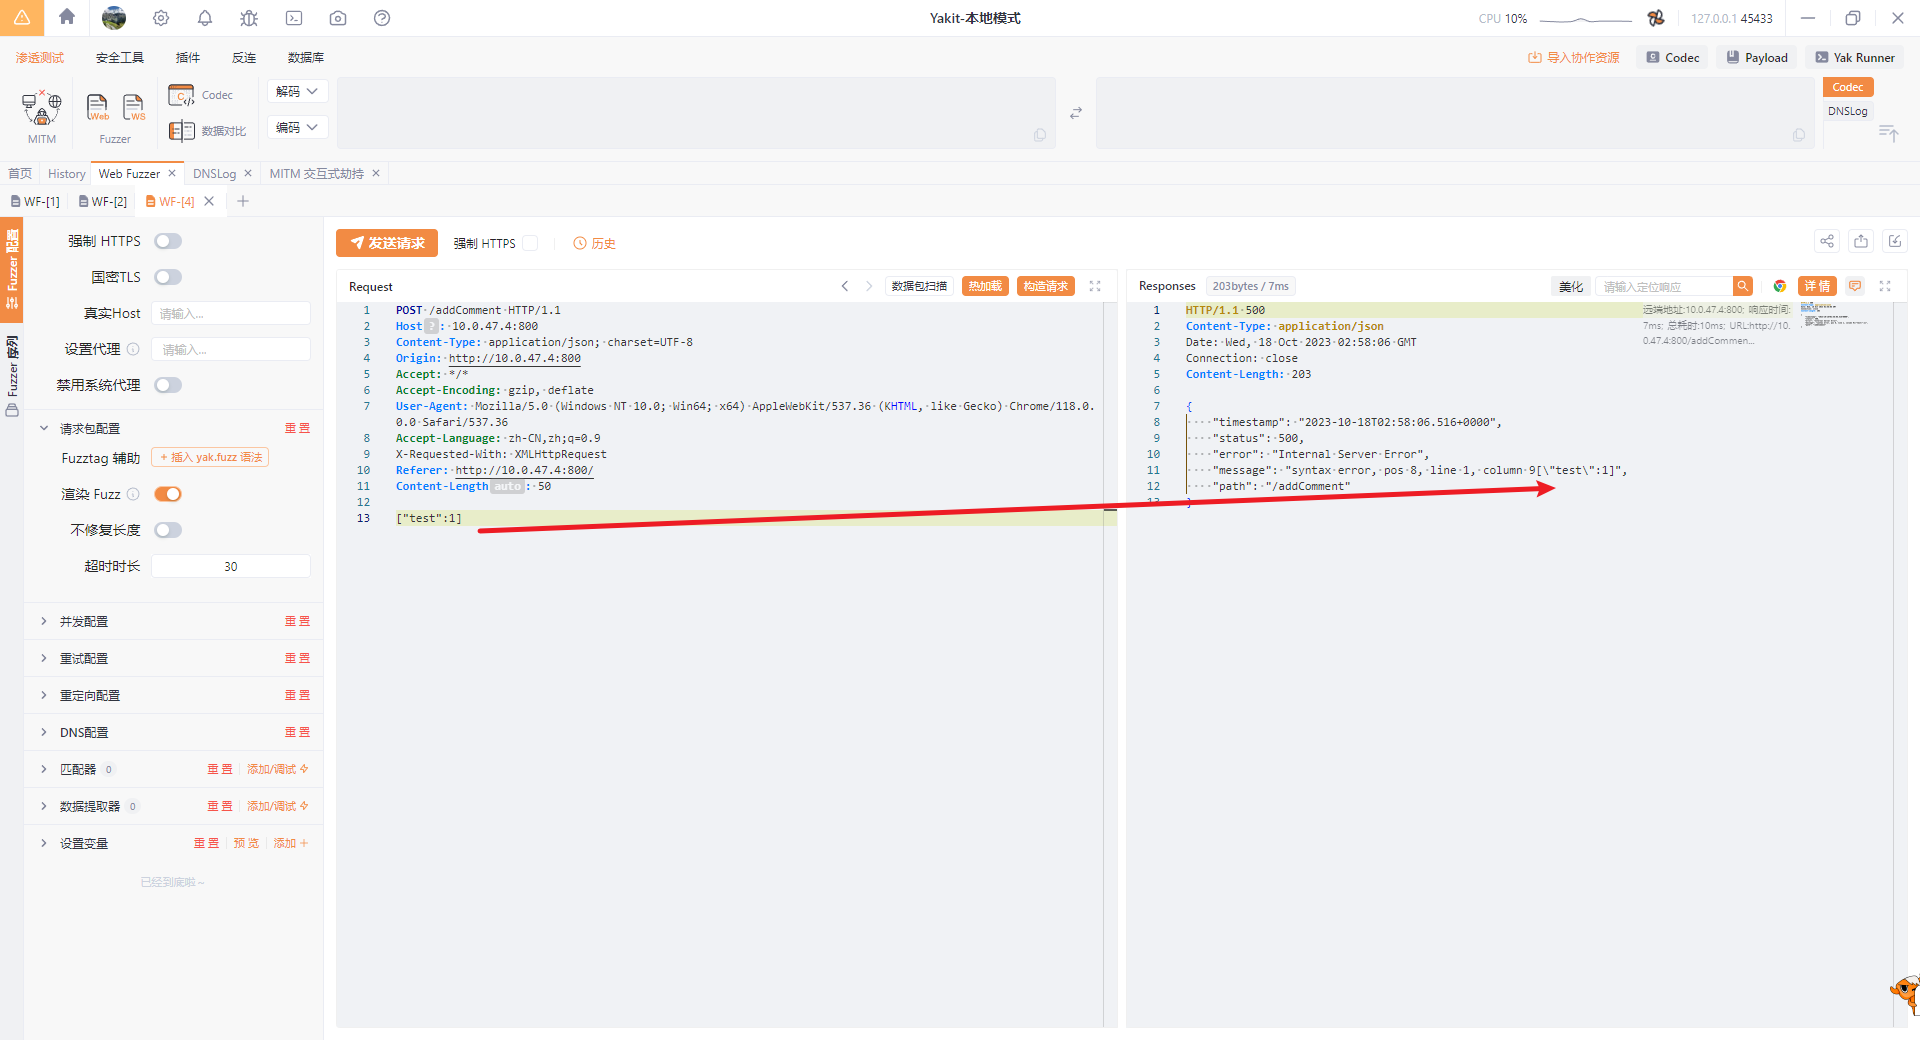 Yakit-本地模式
CPU 10%
127.0.0.1 45433
渗透测试
安全工具
插件
反连
数据库
导入协作资源
Codec
Payload
Yak Runner
MITM
Web
WS
Fuzzer
Codec
数据对比
解码
编码
Codec
DNSLog
首页
History
Web Fuzzer
DNSLog
MITM 交互式劫持
WF-[1]
WF-[2]
WF-[4]
Fuzzer 配置
Fuzzer 序列
强制 HTTPS
国密TLS
真实Host
请输入...
设置代理
请输入...
禁用系统代理
请求包配置
重置
Fuzztag 辅助
+ 插入 yak.fuzz 语法
渲染 Fuzz
不修复长度
超时时长
30
并发配置
重置
重试配置
重置
重定向配置
重置
DNS配置
重置
匹配器 0
重置
添加/调试
数据提取器 0
重置
添加/调试
设置变量
重置
预览
添加
已经到底啦~
发送请求
强制 HTTPS
历史
Request
数据包扫描
热加载
构造请求
1 POST /addComment HTTP/1.1
2 Host ? : 10.0.47.4:800
3 Content-Type: application/json; charset=UTF-8
4 Origin: http://10.0.47.4:800
5 Accept: */*
6 Accept-Encoding: gzip, deflate
7 User-Agent: Mozilla/5.0 (Windows NT 10.0; Win64; x64) AppleWebKit/537.36 (KHTML, like Gecko) Chrome/118.0.
0.0 Safari/537.36
8 Accept-Language: zh-CN,zh;q=0.9
9 X-Requested-With: XMLHttpRequest
10 Referer: http://10.0.47.4:800/
11 Content-Length auto : 50
12
13 ["test":1]
Responses
203bytes / 7ms
美化
请输入定位响应
详情
1 HTTP/1.1 500
2 Content-Type: application/json
3 Date: Wed, 18 Oct 2023 02:58:06 GMT
4 Connection: close
5 Content-Length: 203
6
7 {
8 "timestamp": "2023-10-18T02:58:06.516+0000",
9 "status": 500,
10 "error": "Internal Server Error",
11 "message": "syntax error, pos 8, line 1, column 9[\"test\":1]",
12 "path": "/addComment"
13 }
远端地址:10.0.47.4:800; 响应时间:
7ms; 总耗时:10ms; URL:http://10.
0.47.4:800/addCommen...